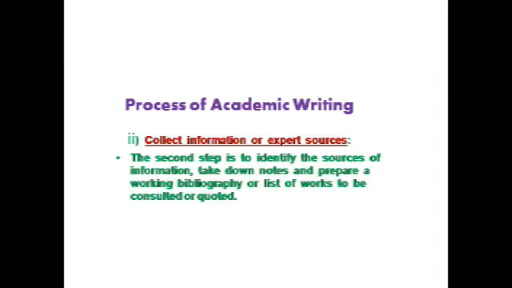 Process of Academic Writing
ii) Collect information or expert sources:
• The second step is to identify the sources of
information, take down notes and prepare a
working bibliography or list of works to be
consulted or quoted.